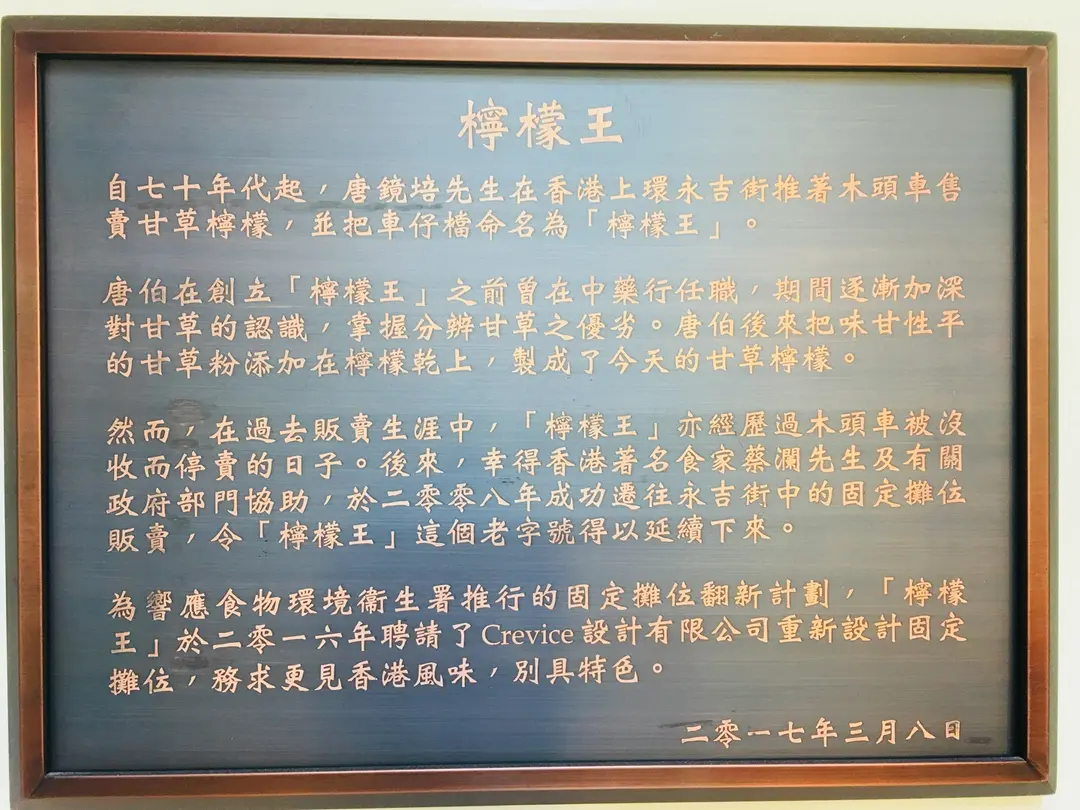 檸檬王
自七十年代起，唐鏡培先生在香港上環永吉街推著木頭車售
賣甘草檸檬，並把車仔檔命名為「檸檬王」。
唐伯在創立「檸檬王」之前曾在中藥行任職，期間逐漸加深
對甘草的認識，掌握分辨甘草之優劣。唐伯後來把味甘性平
的甘草粉添加在檸檬乾上，製成了今天的甘草檸檬。
然而，在過去販賣生涯中，「檸檬王」亦經歷過木頭車被沒
收而停賣的日子。後來，幸得香港著名食家蔡瀾先生及有關
政府部門協助，於二零零八年成功遷往永吉街中的固定攤位
販賣，令「檸檬王」這個老字號得以延續下來。
為響應食物環境衞生署推行的固定攤位翻新計劃，「檸檬
王」於二零一六年聘請了Crevice設計有限公司重新設計固定
攤位，務求更見香港風味，別具特色。
二零一七年三月八日